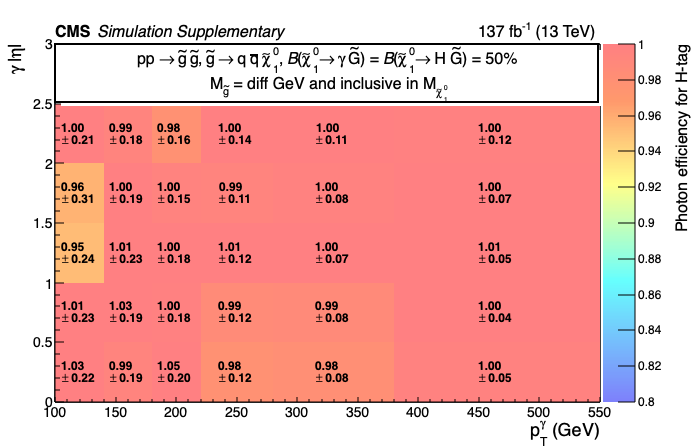 CMS Simulation Supplementary 137 fb⁻¹ (13 TeV)
pp → g̃ g̃, g̃ → q q̄ χ̃⁰₁, B(χ̃⁰₁ → γ G̃) = B(χ̃⁰₁ → H G̃) = 50%
M_g̃ = diff GeV and inclusive in M_χ̃⁰₁
γ |η|
3
2.5
2
1.5
1
0.5
0
1.00 0.99 0.98 1.00 1.00 1.00
± 0.21 ± 0.18 ± 0.16 ± 0.14 ± 0.11 ± 0.12
0.96 1.00 1.00 0.99 1.00 1.00
± 0.31 ± 0.19 ± 0.15 ± 0.11 ± 0.08 ± 0.07
0.95 1.01 1.00 1.01 1.00 1.01
± 0.24 ± 0.23 ± 0.18 ± 0.12 ± 0.07 ± 0.05
1.01 1.03 1.00 0.99 0.99 1.00
± 0.23 ± 0.19 ± 0.18 ± 0.12 ± 0.08 ± 0.04
1.03 0.99 1.05 0.98 0.98 1.00
± 0.22 ± 0.19 ± 0.20 ± 0.12 ± 0.08 ± 0.05
100 150 200 250 300 350 400 450 500 550
p_T^γ (GeV)
1
0.98
0.96
0.94
0.92
0.9
0.88
0.86
0.84
0.82
0.8
Photon efficiency for H-tag